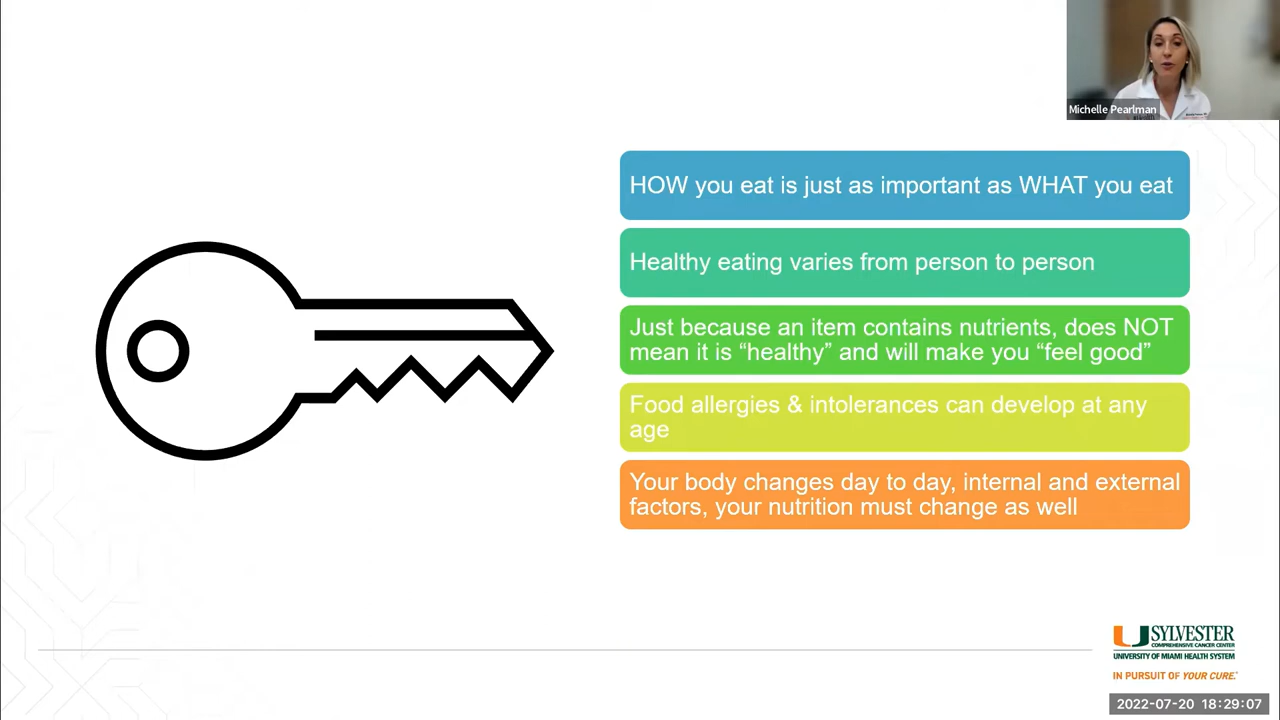 Michelle Pearlman
HOW you eat is just as important as WHAT you eat
Healthy eating varies from person to person
Just because an item contains nutrients, does NOT
mean it is “healthy” and will make you “feel good”
Food allergies & intolerances can develop at any
age
Your body changes day to day, internal and external
factors, your nutrition must change as well
SYLVESTER
COMPREHENSIVE CANCER CENTER
UNIVERSITY OF MIAMI HEALTH SYSTEM
IN PURSUIT OF YOUR CURE.
2022-07-20 18:29:07